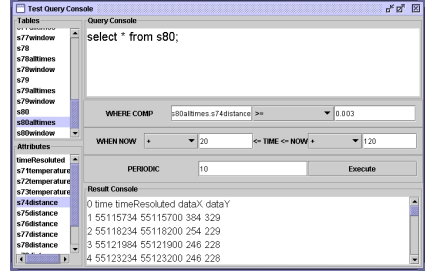 Test Query Console
Tables
s77window
s78
s78alltimes
s78window
s79
s79alltimes
s79window
s80
s80alltimes
s80window
Attributes
timeResoluted
s71temperature
s72temperature
s73temperature
s74distance
s75distance
s76distance
s77distance
s78distance
Query Console
select * from s80;
WHERE COMP s80alltimes.s74distance >= 0.003
WHEN NOW + 20 <= TIME <= NOW + 120
PERIODIC 10 Execute
Result Console
0 time timeResoluted dataX dataY
1 55115734 55115700 384 329
2 55118234 55118200 254 229
3 55121984 55121900 246 228
4 55123234 55123200 246 228